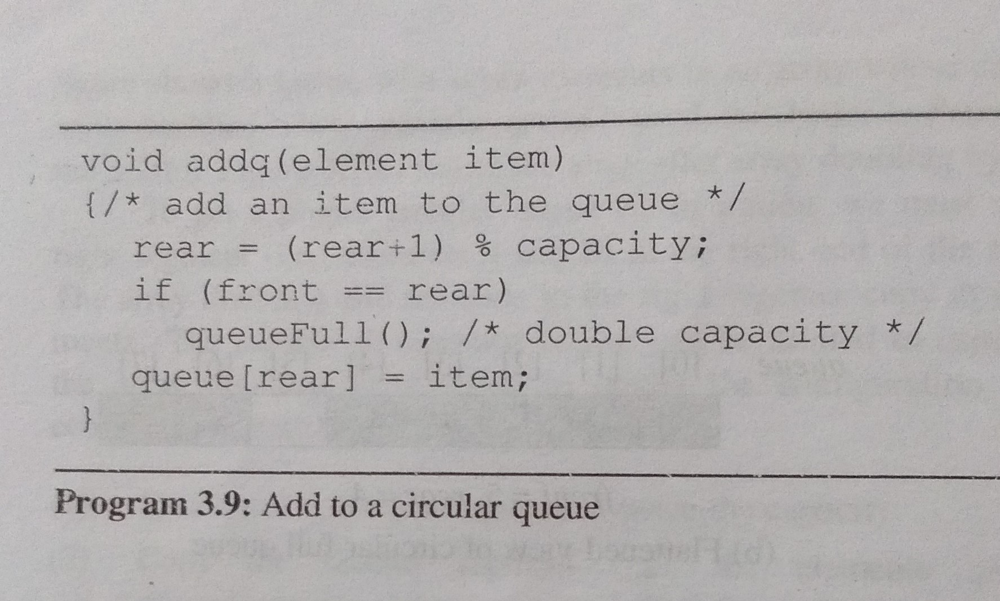 void addq(element item)
{/* add an item to the queue */
   rear = (rear+1) % capacity;
   if (front == rear)
      queueFull(); /* double capacity */
   queue[rear] = item;
}
Program 3.9: Add to a circular queue